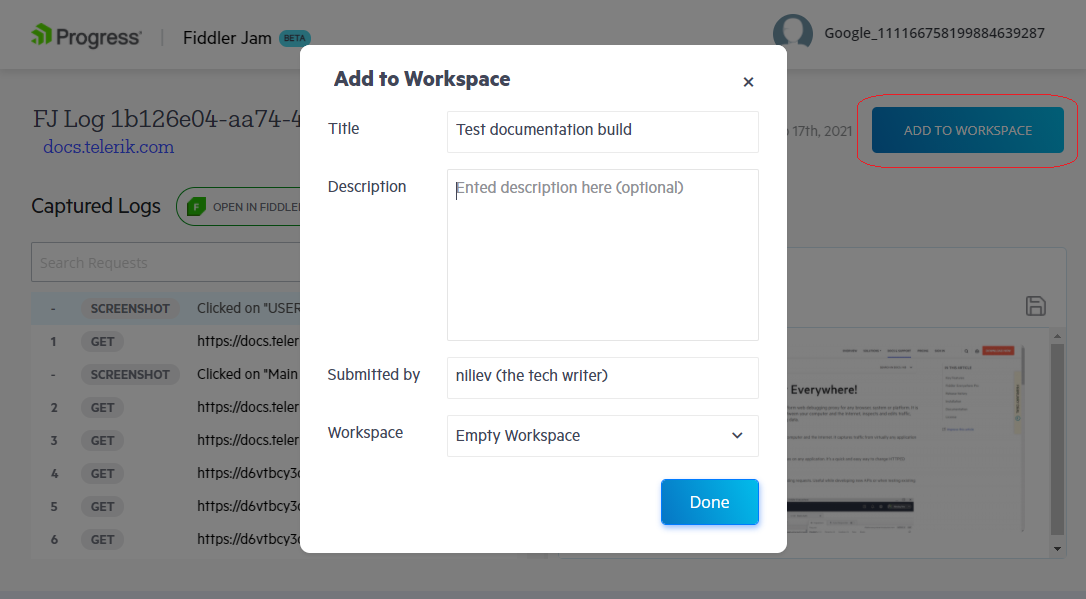 Progress
Fiddler Jam BETA
Google_111166758199884639287
Add to Workspace
FJ Log 1b126e04-aa74-4
docs.telerik.com
17th, 2021
ADD TO WORKSPACE
Title
Test documentation build
Description
Ented description here (optional)
Captured Logs
F OPEN IN FIDDLER
Search Requests
- SCREENSHOT Clicked on "USER
1 GET https://docs.teler
- SCREENSHOT Clicked on "Main
2 GET https://docs.teler
3 GET https://docs.teler
4 GET https://d6vtbcy3c
5 GET https://d6vtbcy3c
6 GET https://d6vtbcy3c
Submitted by
niliev (the tech writer)
Workspace
Empty Workspace
Done
Everywhere!